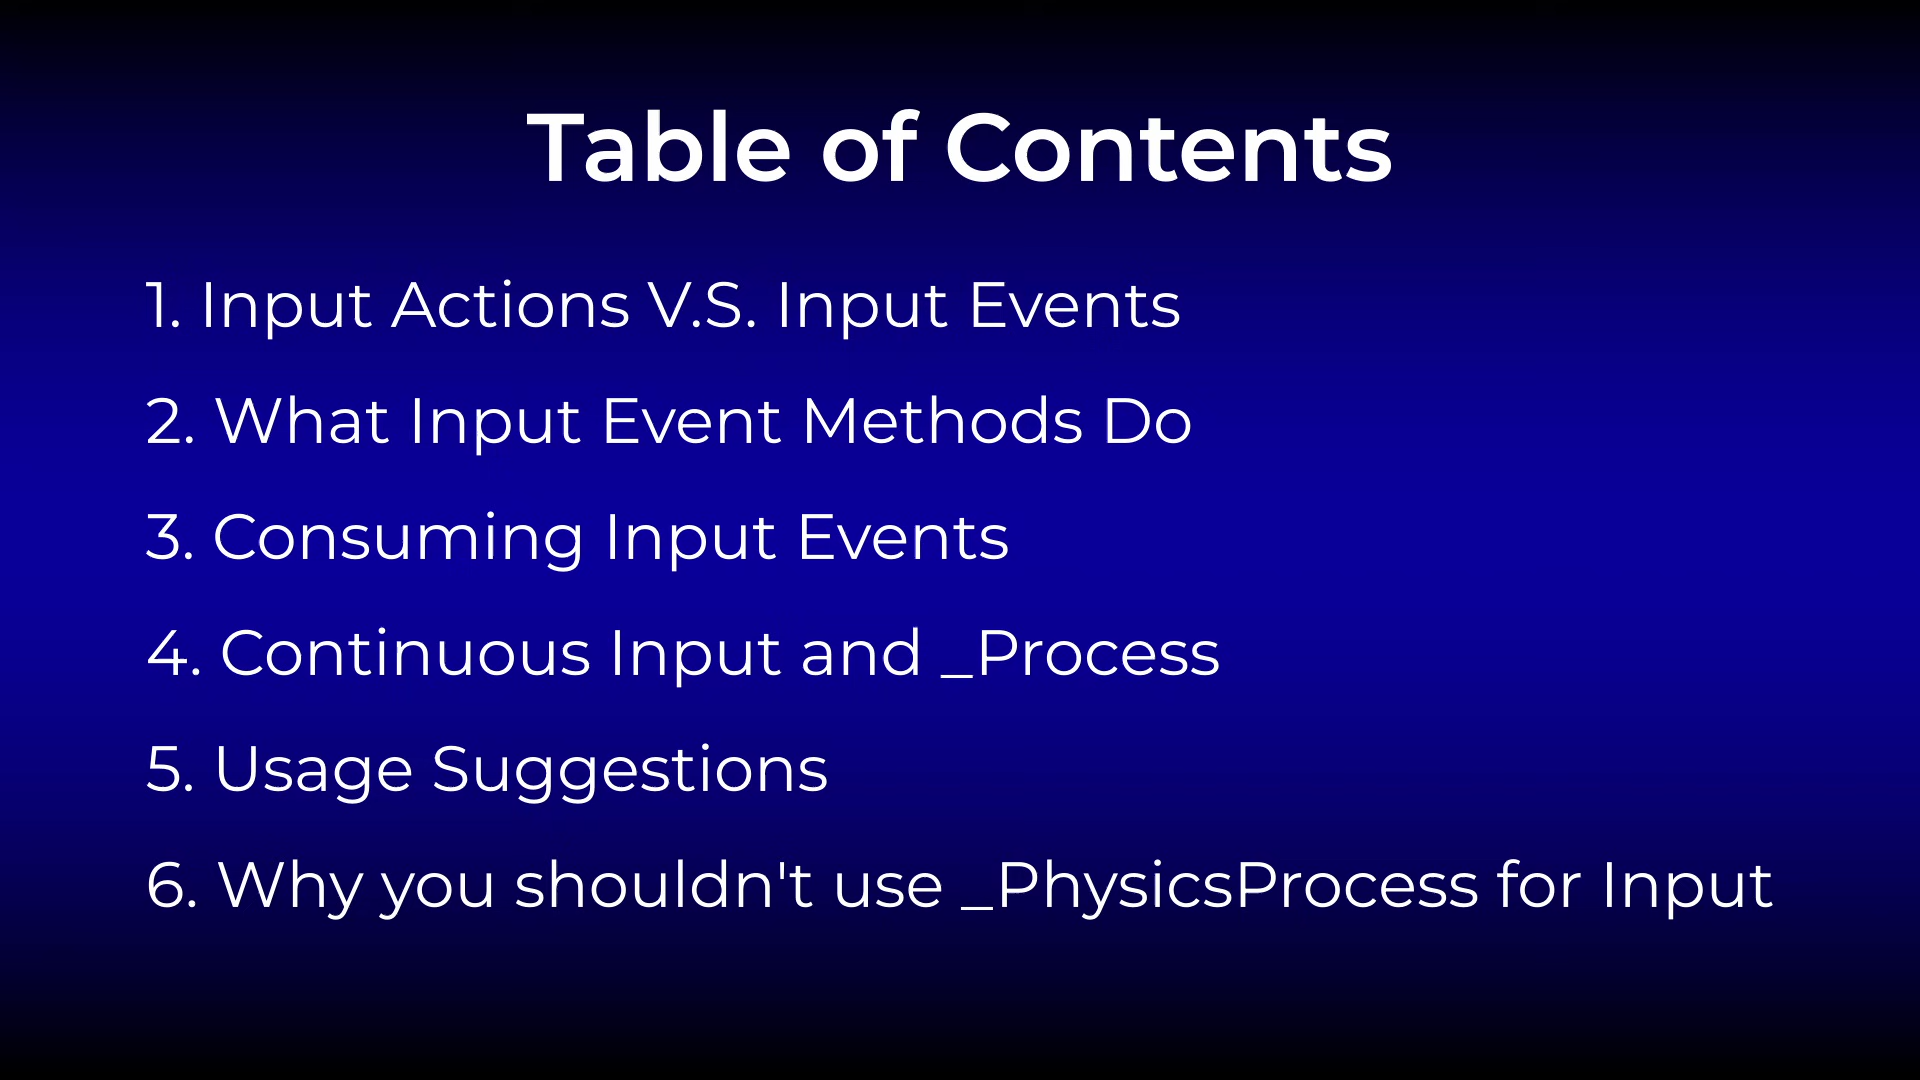 Table of Contents
1. Input Actions V.S. Input Events
2. What Input Event Methods Do
3. Consuming Input Events
4. Continuous Input and _Process
5. Usage Suggestions
6. Why you shouldn't use _PhysicsProcess for Input